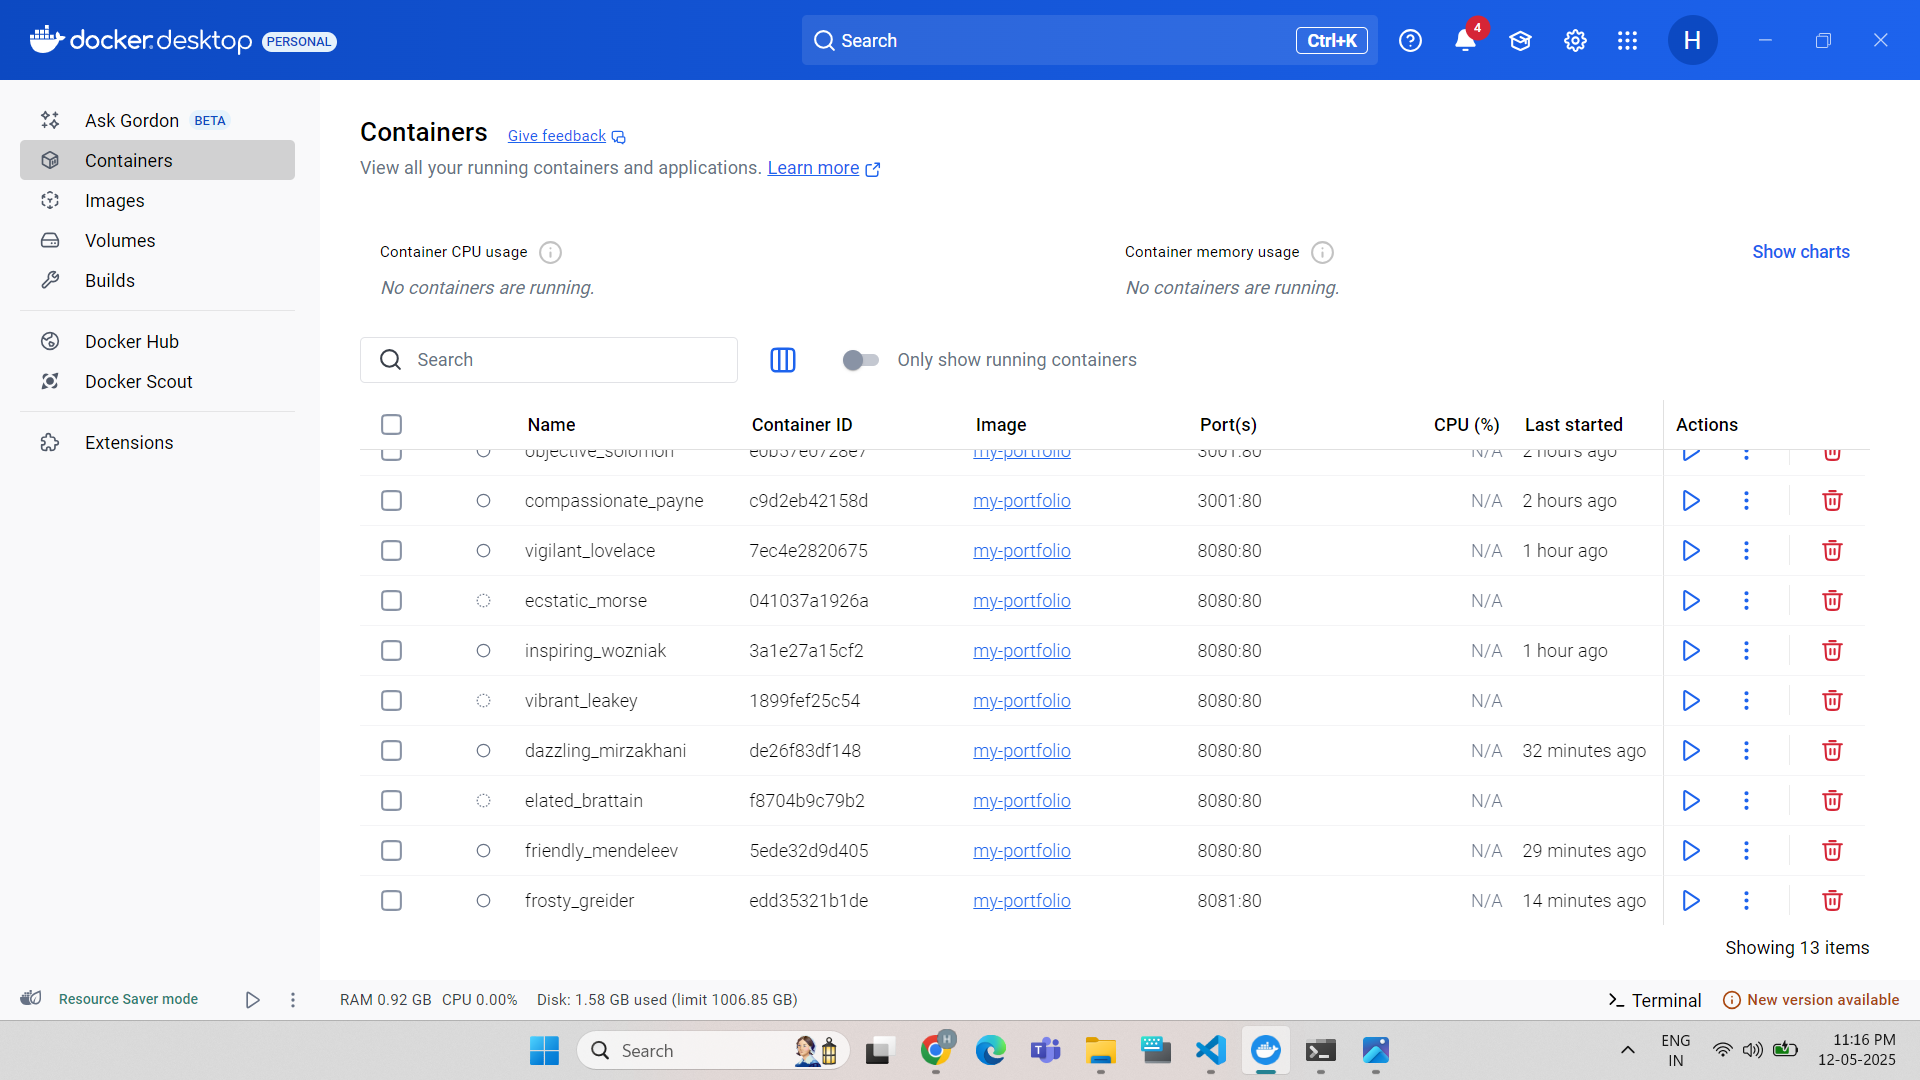 docker.desktop PERSONAL
Search
Ctrl+K
4
H
Ask Gordon BETA
Containers
Images
Volumes
Builds
Docker Hub
Docker Scout
Extensions
Containers Give feedback
View all your running containers and applications. Learn more
Container CPU usage
No containers are running.
Container memory usage
No containers are running.
Show charts
Search
Only show running containers
Name Container ID Image Port(s) CPU (%) Last started Actions
objective_solomon e0b57e0728e7 my-portfolio 3001:80 N/A 2 hours ago
compassionate_payne c9d2eb42158d my-portfolio 3001:80 N/A 2 hours ago
vigilant_lovelace 7ec4e2820675 my-portfolio 8080:80 N/A 1 hour ago
ecstatic_morse 041037a1926a my-portfolio 8080:80 N/A
inspiring_wozniak 3a1e27a15cf2 my-portfolio 8080:80 N/A 1 hour ago
vibrant_leakey 1899fef25c54 my-portfolio 8080:80 N/A
dazzling_mirzakhani de26f83df148 my-portfolio 8080:80 N/A 32 minutes ago
elated_brattain f8704b9c79b2 my-portfolio 8080:80 N/A
friendly_mendeleev 5ede32d9d405 my-portfolio 8080:80 N/A 29 minutes ago
frosty_greider edd35321b1de my-portfolio 8081:80 N/A 14 minutes ago
Showing 13 items
Resource Saver mode
RAM 0.92 GB CPU 0.00% Disk: 1.58 GB used (limit 1006.85 GB)
Terminal
New version available
Search
H
ENG
IN
11:16 PM
12-05-2025